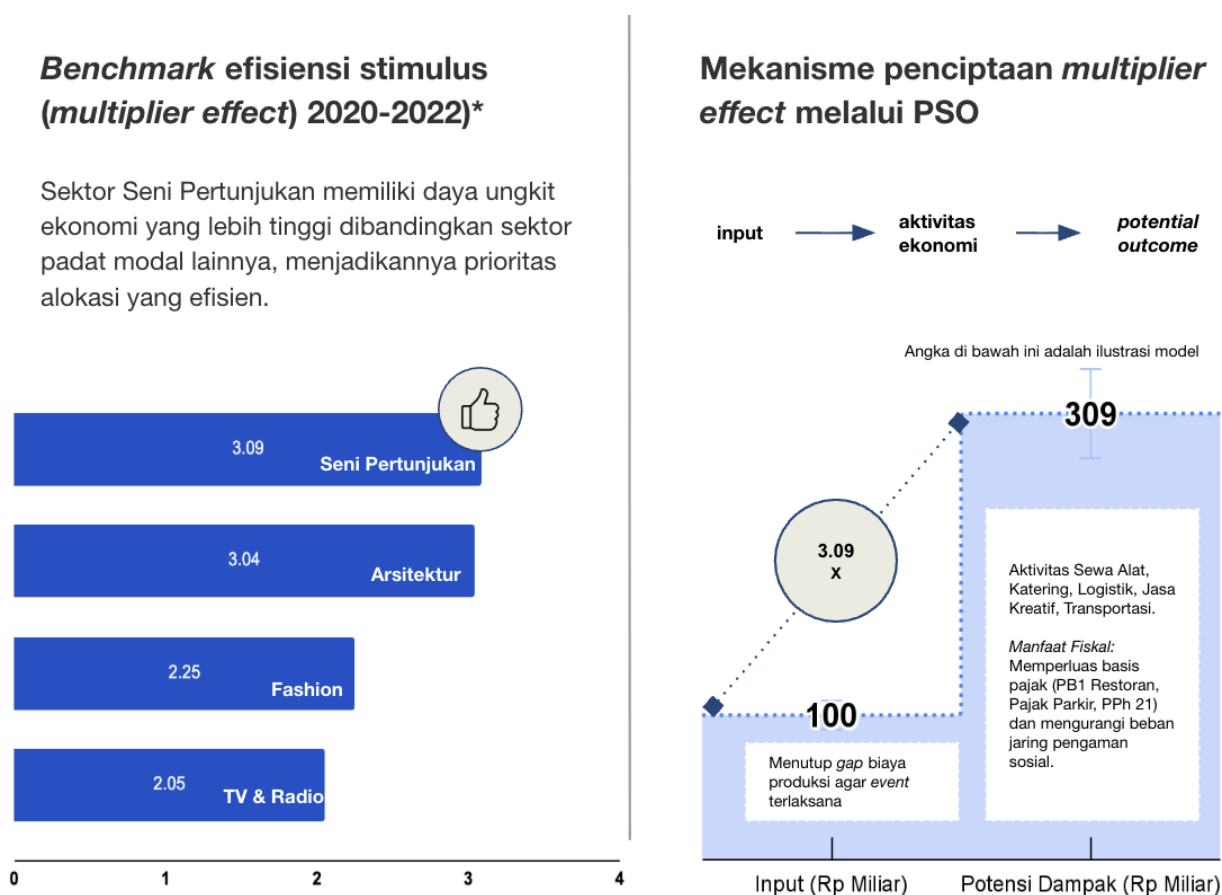 Benchmark efisiensi stimulus
(multiplier effect) 2020-2022)*
Sektor Seni Pertunjukan memiliki daya ungkit
ekonomi yang lebih tinggi dibandingkan sektor
padat modal lainnya, menjadikannya prioritas
alokasi yang efisien.
3.09
Seni Pertunjukan
3.04
Arsitektur
2.25
Fashion
2.05
TV & Radio
0 1 2 3 4
Mekanisme penciptaan multiplier
effect melalui PSO
input
aktivitas
ekonomi
potential
outcome
Angka di bawah ini adalah ilustrasi model
309
3.09
X
100
Menutup gap biaya
produksi agar event
terlaksana
Aktivitas Sewa Alat,
Katering, Logistik, Jasa
Kreatif, Transportasi.
Manfaat Fiskal:
Memperluas basis
pajak (PB1 Restoran,
Pajak Parkir, PPh 21)
dan mengurangi beban
jaring pengaman
sosial.
Input (Rp Miliar)
Potensi Dampak (Rp Miliar)